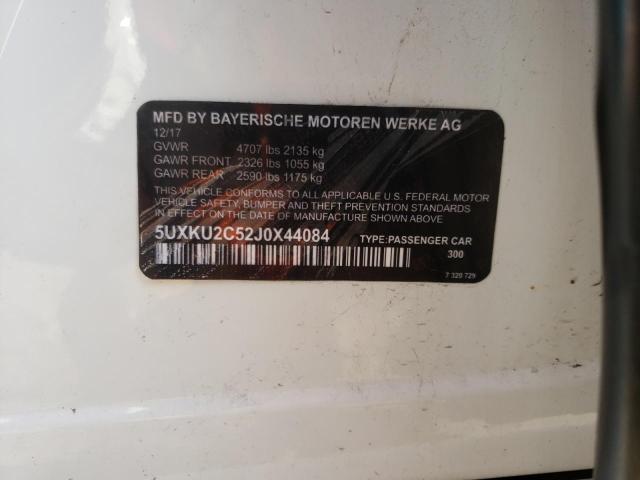 MFD BY BAYERISCHE MOTOREN WERKE AG
12/17
GVWR 4707 lbs 2135 kg
GAWR FRONT 2326 lbs 1055 kg
GAWR REAR 2590 lbs 1175 kg
THIS VEHICLE CONFORMS TO ALL APPLICABLE U.S. FEDERAL MOTOR
VEHICLE SAFETY, BUMPER, AND THEFT PREVENTION STANDARDS
IN EFFECT ON THE DATE OF MANUFACTURE SHOWN ABOVE
5UXKU2C52J0X44084 TYPE:PASSENGER CAR
300
7 329 729